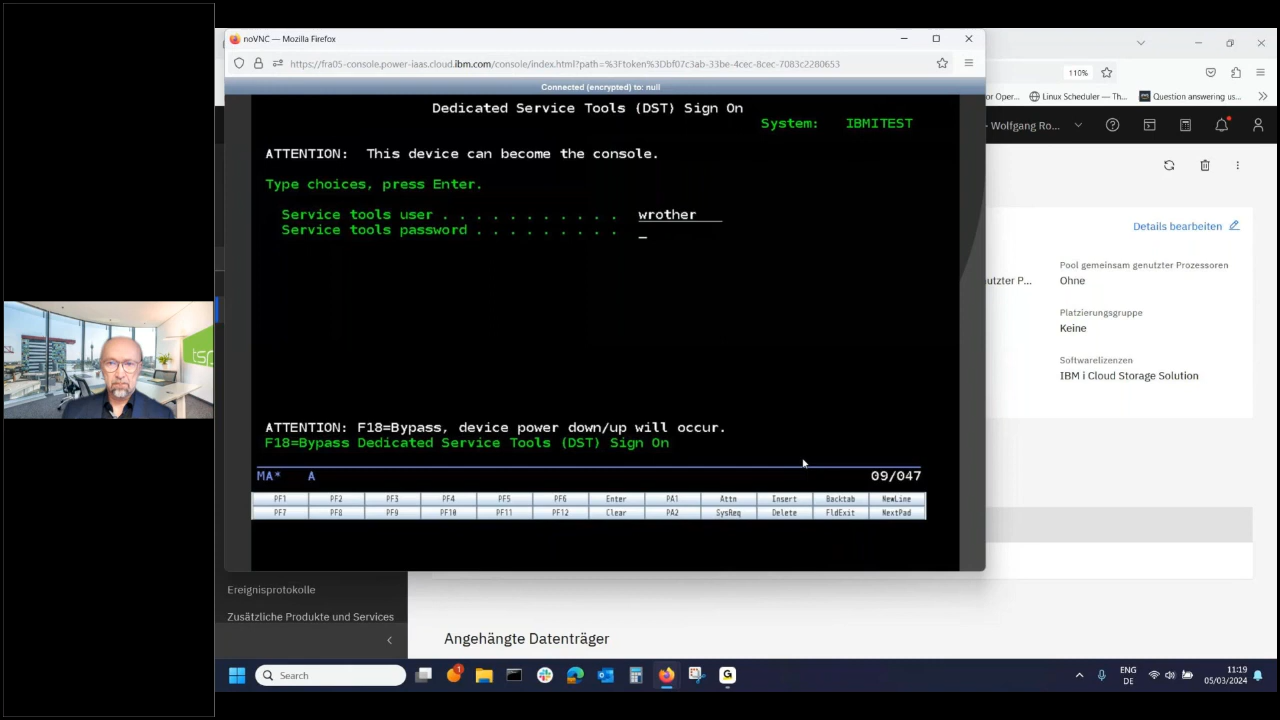 noVNC — Mozilla Firefox
https://fra05-console.power-iaas.cloud.ibm.com/console/index.html?path=%3Ftoken%3Dbf07c3ab-33be-4cec-8cec-7083c2280653
Connected (encrypted) to: null
Dedicated Service Tools (DST) Sign On
System: IBMITEST
ATTENTION: This device can become the console.
Type choices, press Enter.
Service tools user . . . . . . . . . . . wrother
Service tools password . . . . . . . . . _
ATTENTION: F18=Bypass, device power down/up will occur.
F18=Bypass Dedicated Service Tools (DST) Sign On
MA* A 09/047
PF1 PF2 PF3 PF4 PF5 PF6 Enter PA1 Attn Insert Backtab NewLine
PF7 PF8 PF9 PF10 PF11 PF12 Clear PA2 SysReq Delete FldExit NextPad
110%
or Oper... Linux Scheduler — Th... Question answering us...
- Wolfgang Ro...
Details bearbeiten
Pool gemeinsam genutzter Prozessoren
utzter P... Ohne
Platzierungsgruppe
Keine
Softwarelizenzen
IBM i Cloud Storage Solution
tsp
Ereignisprotokolle
Zusätzliche Produkte und Services
Angehängte Datenträger
Search
1
ENG
DE
11:19
05/03/2024